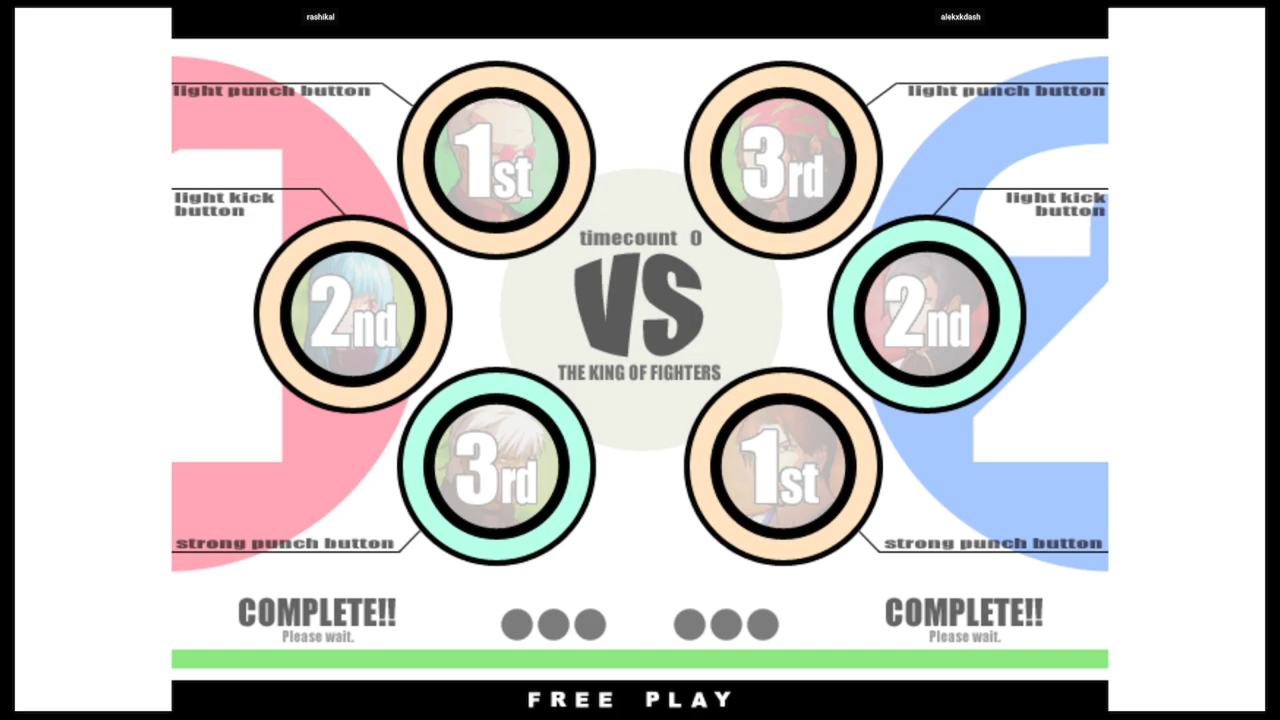 rashikal
alekxkdash
light punch button
light punch button
1st
3rd
light kick
button
light kick
button
timecount 0
VS
THE KING OF FIGHTERS
2nd
2nd
3rd
1st
strong punch button
strong punch button
COMPLETE!!
Please wait.
COMPLETE!!
Please wait.
FREE PLAY